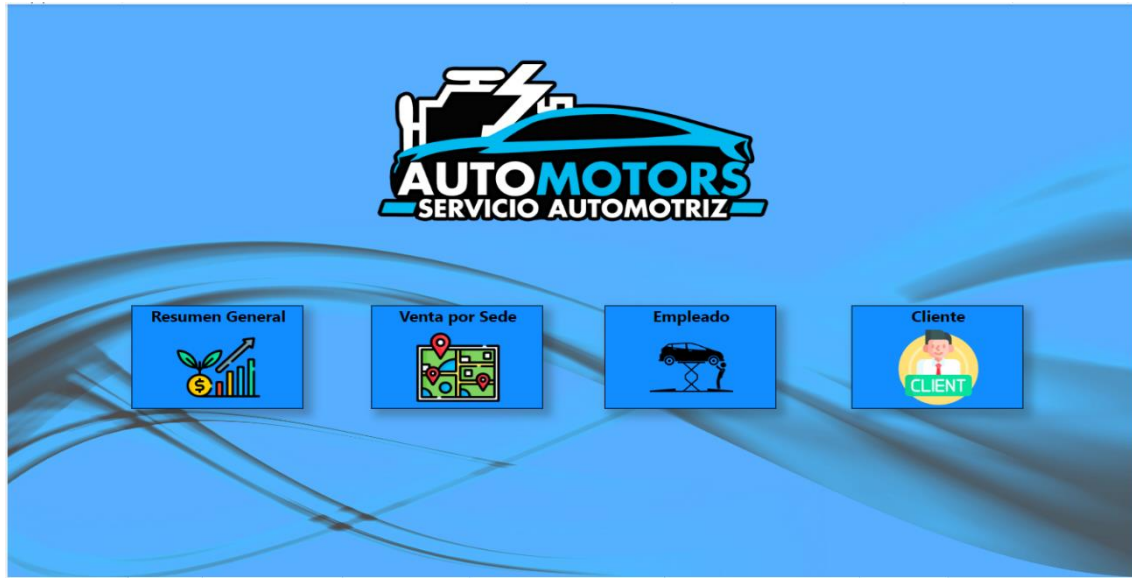 AUTOMOTORS
SERVICIO AUTOMOTRIZ
Resumen General
Venta por Sede
Empleado
Cliente
$
CLIENT